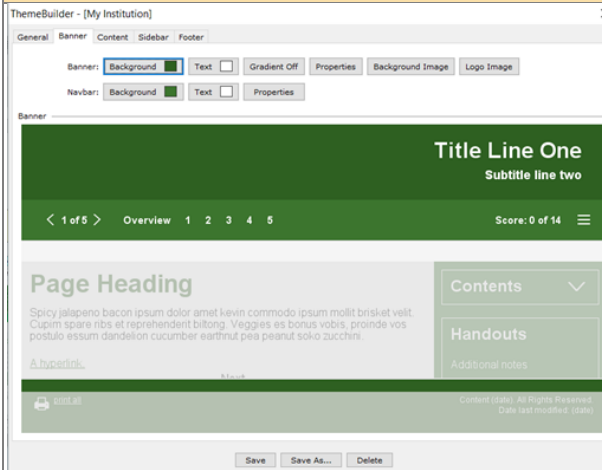 ThemeBuilder - [My Institution]
General Banner Content Sidebar Footer
Banner: Background Text Gradient Off Properties Background Image Logo Image
Navbar: Background Text Properties
Banner
Title Line One
Subtitle line two
1 of 5 Overview 1 2 3 4 5 Score: 0 of 14
Page Heading
Spicy jalapeno bacon ipsum dolor amet kevin commodo ipsum mollit brisket velit.
Cupim spare ribs et reprehenderit biltong. Veggies es bonus vobis, proinde vos
postulo essum dandelion cucumber earthnut pea peanut soko zucchini.
A hyperlink.
Next
Contents
Handouts
Additional notes
print all
Content (date). All Rights Reserved.
Date last modified: (date)
Save Save As... Delete